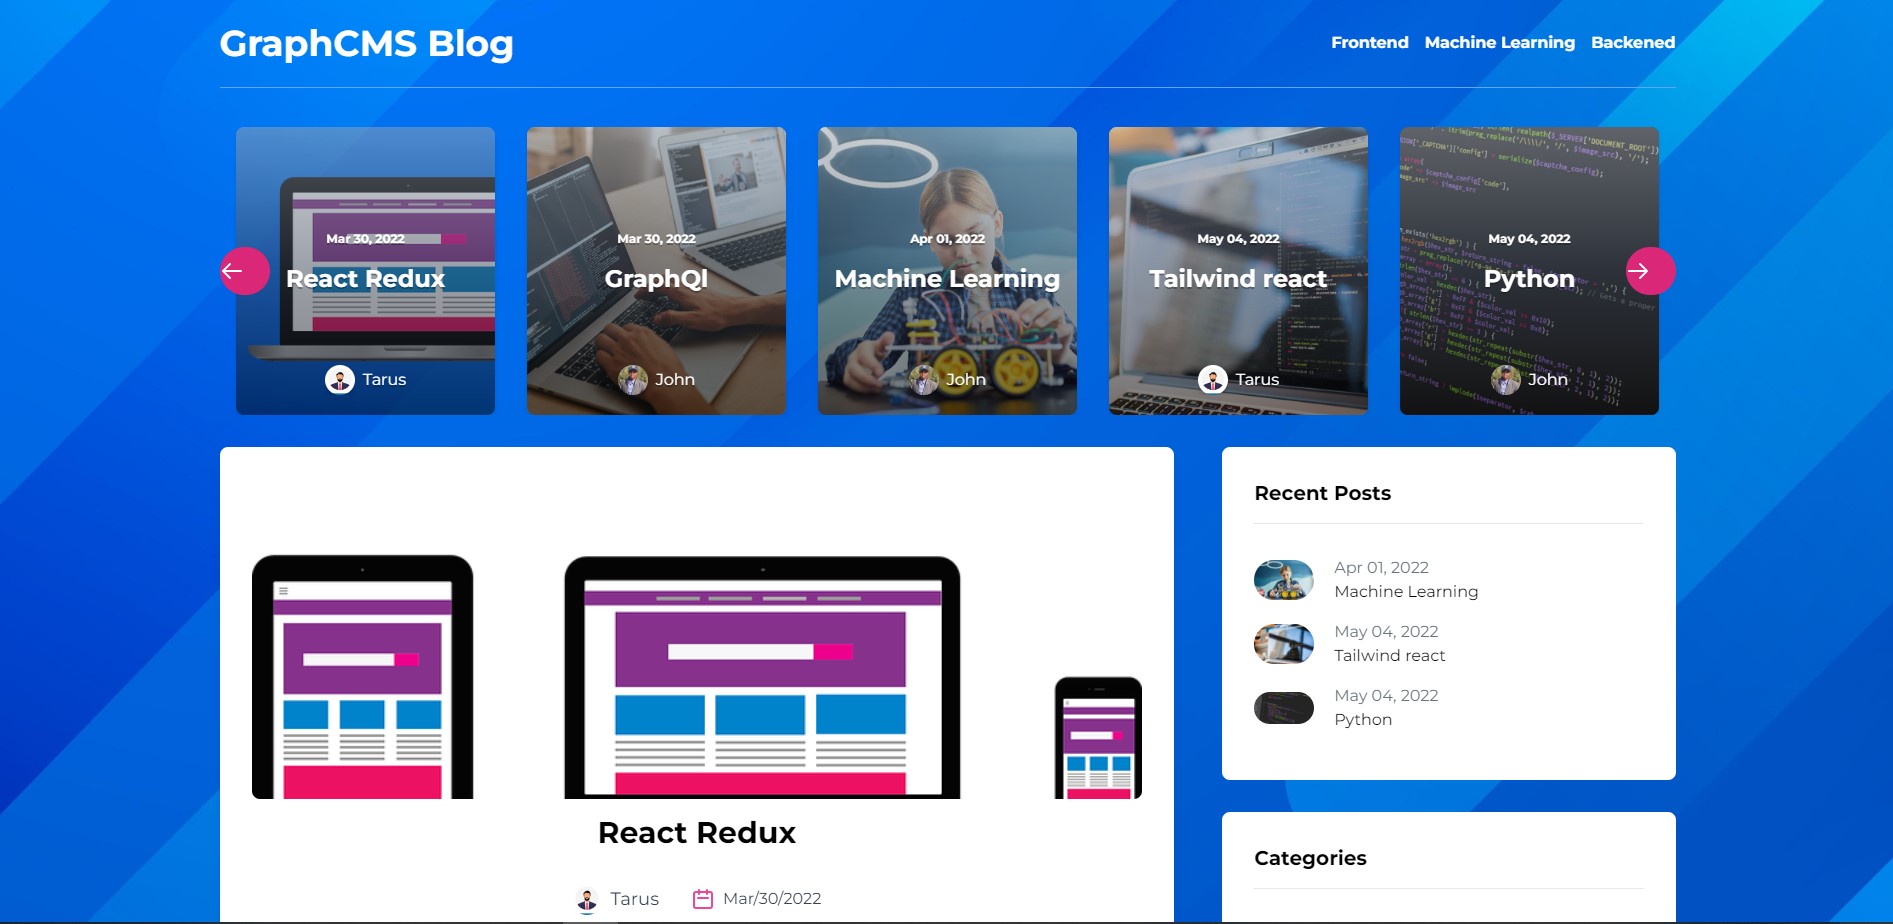 GraphCMS Blog
Frontend Machine Learning Backened
Mar 30, 2022
React Redux
Tarus
Mar 30, 2022
GraphQl
John
Apr 01, 2022
Machine Learning
John
May 04, 2022
Tailwind react
Tarus
May 04, 2022
Python
John
React Redux
Tarus Mar/30/2022
Recent Posts
Apr 01, 2022
Machine Learning
May 04, 2022
Tailwind react
May 04, 2022
Python
Categories